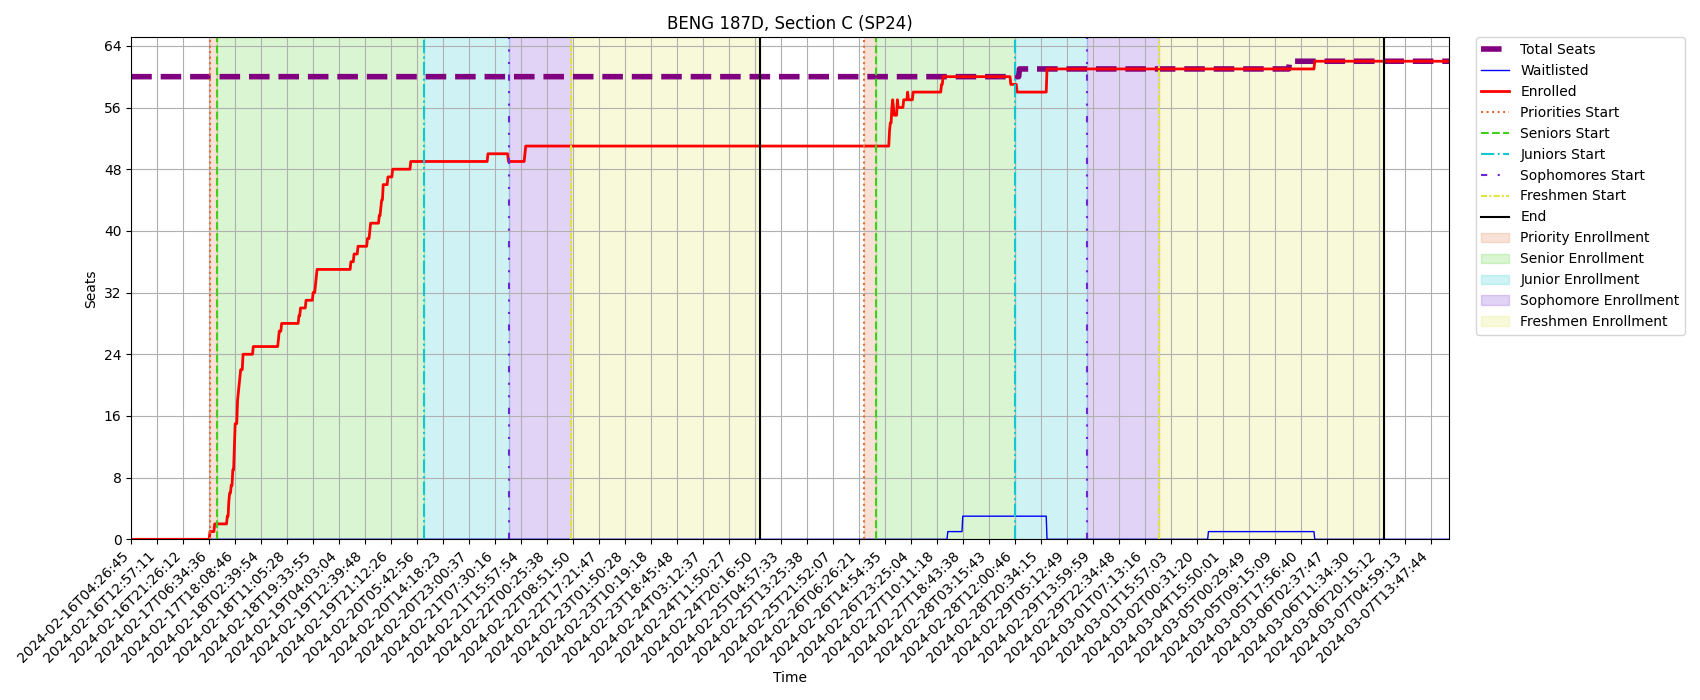 BENG 187D, Section C (SP24)
Seats
64
56
48
40
32
24
16
8
0
2024-02-16T04:26:45
2024-02-16T12:57:11
2024-02-16T21:26:12
2024-02-17T06:34:36
2024-02-17T18:08:46
2024-02-18T02:39:54
2024-02-18T11:05:28
2024-02-18T19:33:55
2024-02-19T04:03:04
2024-02-19T12:39:48
2024-02-19T21:12:26
2024-02-20T05:42:56
2024-02-20T14:18:23
2024-02-20T23:00:37
2024-02-21T07:30:16
2024-02-21T15:57:54
2024-02-22T00:25:38
2024-02-22T08:51:50
2024-02-22T17:21:47
2024-02-23T01:50:28
2024-02-23T10:19:18
2024-02-23T18:45:48
2024-02-24T03:12:37
2024-02-24T11:50:27
2024-02-24T20:16:50
2024-02-25T04:57:33
2024-02-25T13:25:38
2024-02-25T21:52:07
2024-02-26T06:26:21
2024-02-26T14:54:35
2024-02-26T23:25:04
2024-02-27T10:11:18
2024-02-27T18:43:38
2024-02-28T03:15:43
2024-02-28T12:00:46
2024-02-28T20:34:15
2024-02-29T05:12:49
2024-02-29T13:59:59
2024-02-29T22:34:48
2024-03-01T07:13:16
2024-03-01T15:57:03
2024-03-02T00:31:20
2024-03-04T15:50:01
2024-03-05T00:29:49
2024-03-05T09:15:09
2024-03-05T17:56:40
2024-03-06T02:37:47
2024-03-06T11:34:30
2024-03-06T20:15:12
2024-03-07T04:59:13
2024-03-07T13:47:44
Time
Total Seats
Waitlisted
Enrolled
Priorities Start
Seniors Start
Juniors Start
Sophomores Start
Freshmen Start
End
Priority Enrollment
Senior Enrollment
Junior Enrollment
Sophomore Enrollment
Freshmen Enrollment